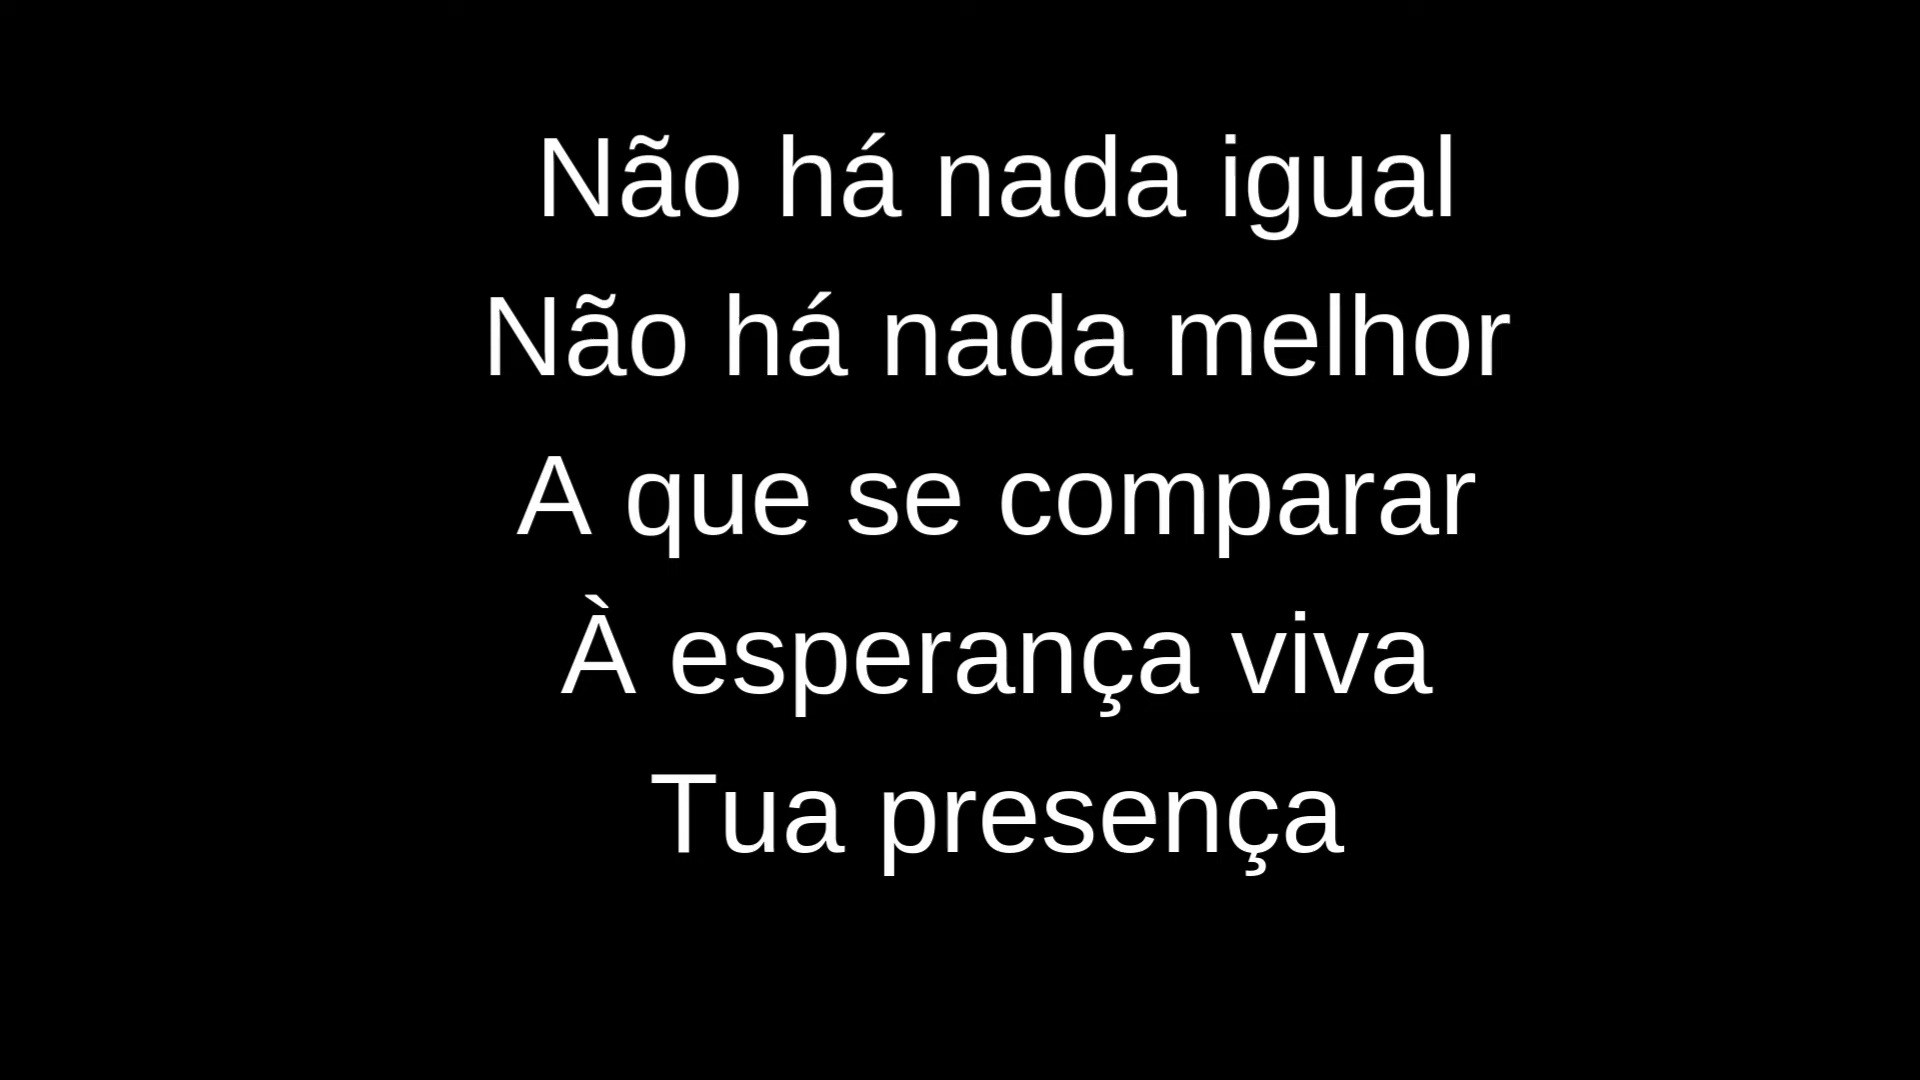 Não há nada igual
Não há nada melhor
A que se comparar
À esperança viva
Tua presença